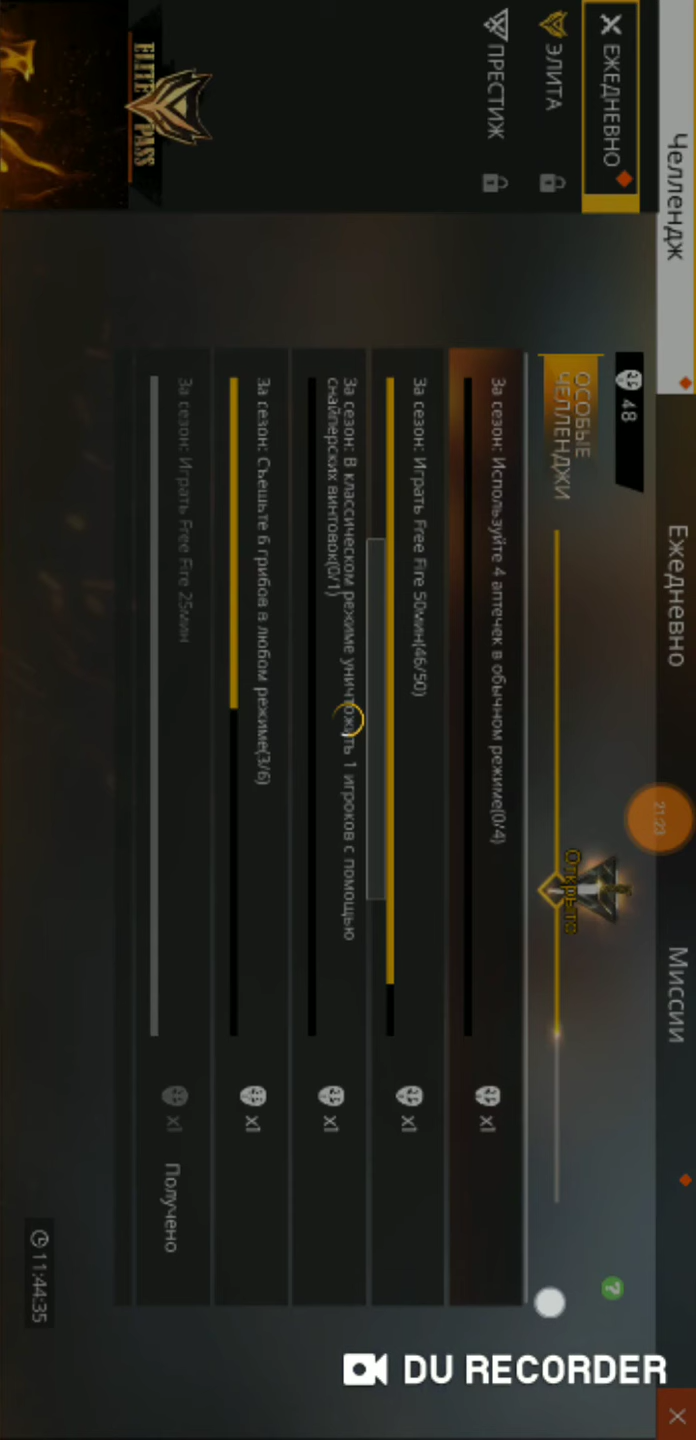 Челлендж
Ежедневно
Миссии
ЕЖЕДНЕВНО
ЭЛИТА
ПРЕСТИЖ
ELITE PASS
48
21:23
ОСОБЫЕ
ЧЕЛЛЕНДЖИ
Открыто
?
За сезон: Используйте 4 аптечек в обычном режиме(0/4)
x1
За сезон: Играть Free Fire 50мин(46/50)
x1
За сезон: В классическом режиме уничтожить 1 игроков с помощью
снайперских винтовок(0/1)
x1
За сезон: Съешьте 6 грибов в любом режиме(3/6)
x1
За сезон: Играть Free Fire 25мин
x1
Получено
11:44:35
DU RECORDER